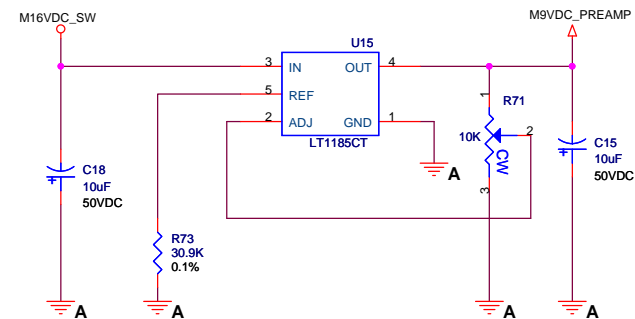 M16VDC_SW
M9VDC_PREAMP
U15
3 IN OUT 4
5 REF
2 ADJ GND 1
LT1185CT
1
R71
10K
2
CW
3
A
C18
10uF
50VDC
C15
10uF
50VDC
R73
30.9K
0.1%
+
+
A
A
A
A